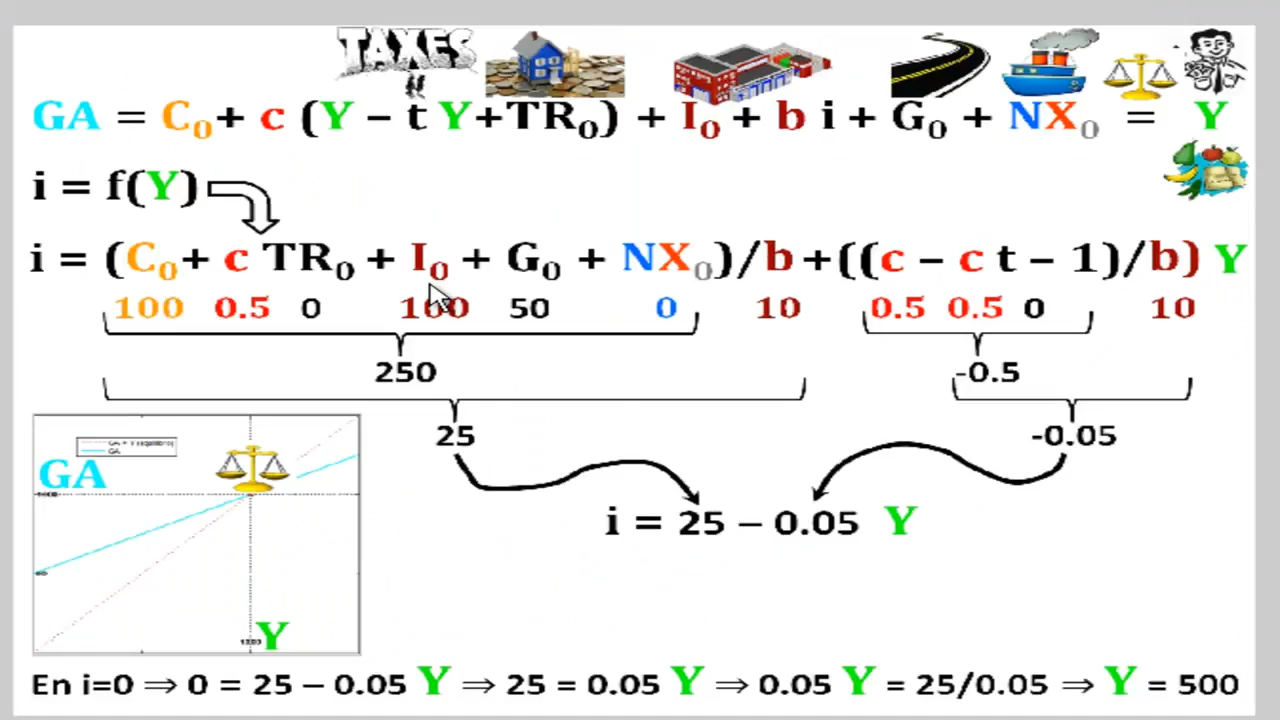 TAXES
GA = C₀+ c (Y – t Y+TR₀) + I₀ + b i + G₀ + NX₀ = Y
i = f(Y)
i = (C₀+ c TR₀ + I₀ + G₀ + NX₀)/b +((c – c t – 1)/b) Y
100 0.5 0 100 50 0 10 0.5 0.5 0 10
250 -0.5
25 -0.05
GA
i = 25 – 0.05 Y
Y
En i=0 ⇒ 0 = 25 – 0.05 Y ⇒ 25 = 0.05 Y ⇒ 0.05 Y = 25/0.05 ⇒ Y = 500